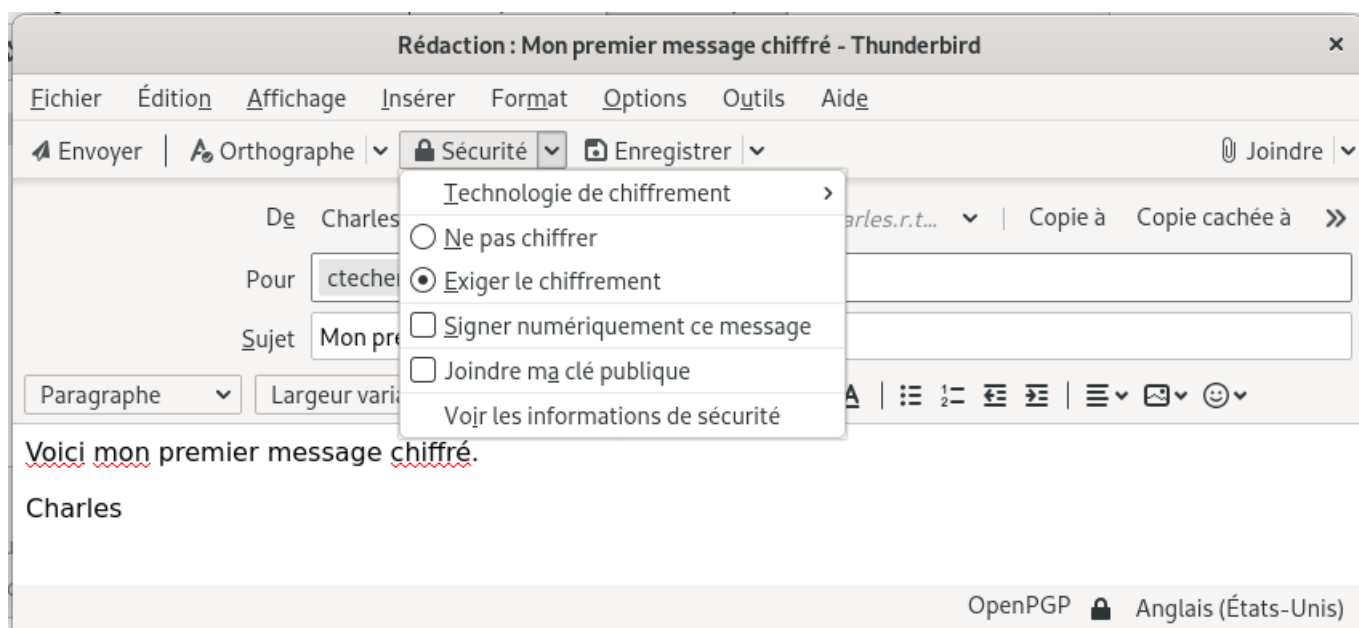 Rédaction : Mon premier message chiffré - Thunderbird
Fichier Édition Affichage Insérer Format Options Outils Aide
Envoyer Orthographe Sécurité Enregistrer Joindre
Technologie de chiffrement
De Charles arles.r.t... Copie à Copie cachée à
Ne pas chiffrer
Pour ctecher
Exiger le chiffrement
Sujet Mon pre
Signer numériquement ce message
Joindre ma clé publique
Paragraphe Largeur varia
Voir les informations de sécurité
Voici mon premier message chiffré.
Charles
OpenPGP Anglais (États-Unis)